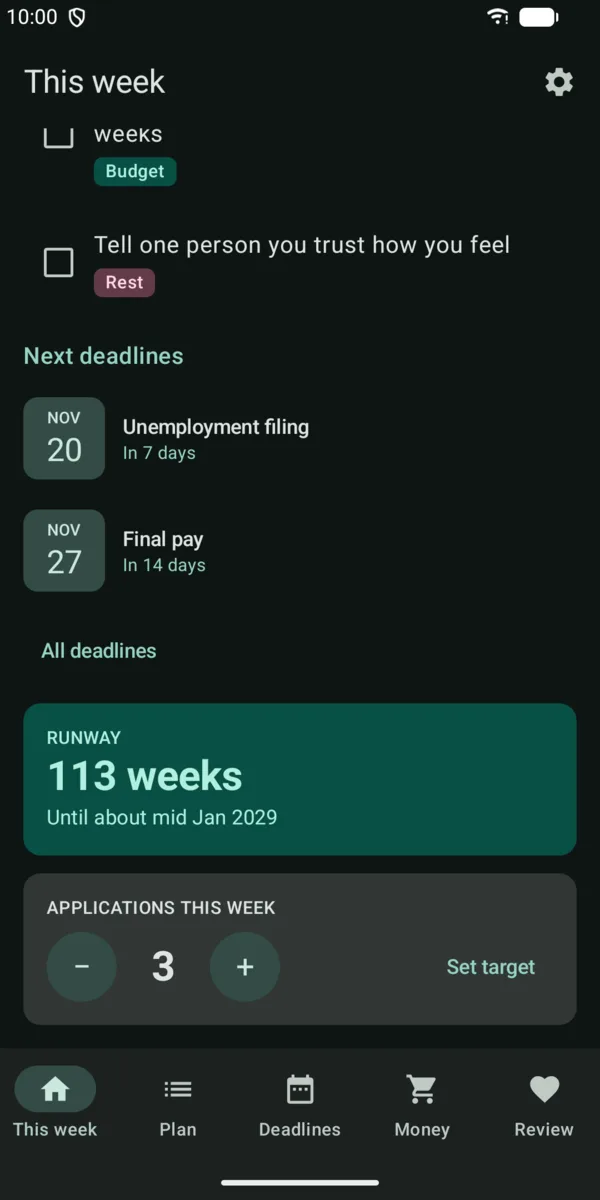 10:00
This week
weeks
Budget
Tell one person you trust how you feel
Rest
Next deadlines
NOV
20
Unemployment filing
In 7 days
NOV
27
Final pay
In 14 days
All deadlines
RUNWAY
113 weeks
Until about mid Jan 2029
APPLICATIONS THIS WEEK
− 3 + Set target
This week Plan Deadlines Money Review